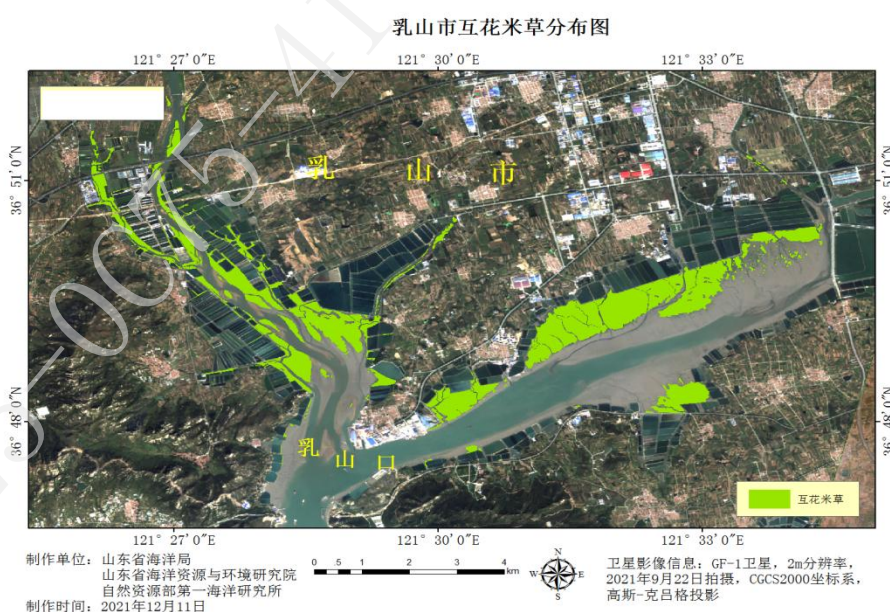 乳山市互花米草分布图
121° 27′0″E
121° 30′0″E
121° 33′0″E
36° 51′0″N
36° 51′0″N
乳 山 市
36° 48′0″N
36° 48′0″N
乳 山 口
互花米草
121° 27′0″E
121° 30′0″E
121° 33′0″E
制作单位：山东省海洋局
山东省海洋资源与环境研究院
自然资源部第一海洋研究所
制作时间：2021年12月11日
0 .5 1 2 3 4
km
N
W E
S
卫星影像信息：GF-1卫星，2m分辨率，
2021年9月22日拍摄，CGCS2000坐标系，
高斯-克吕格投影